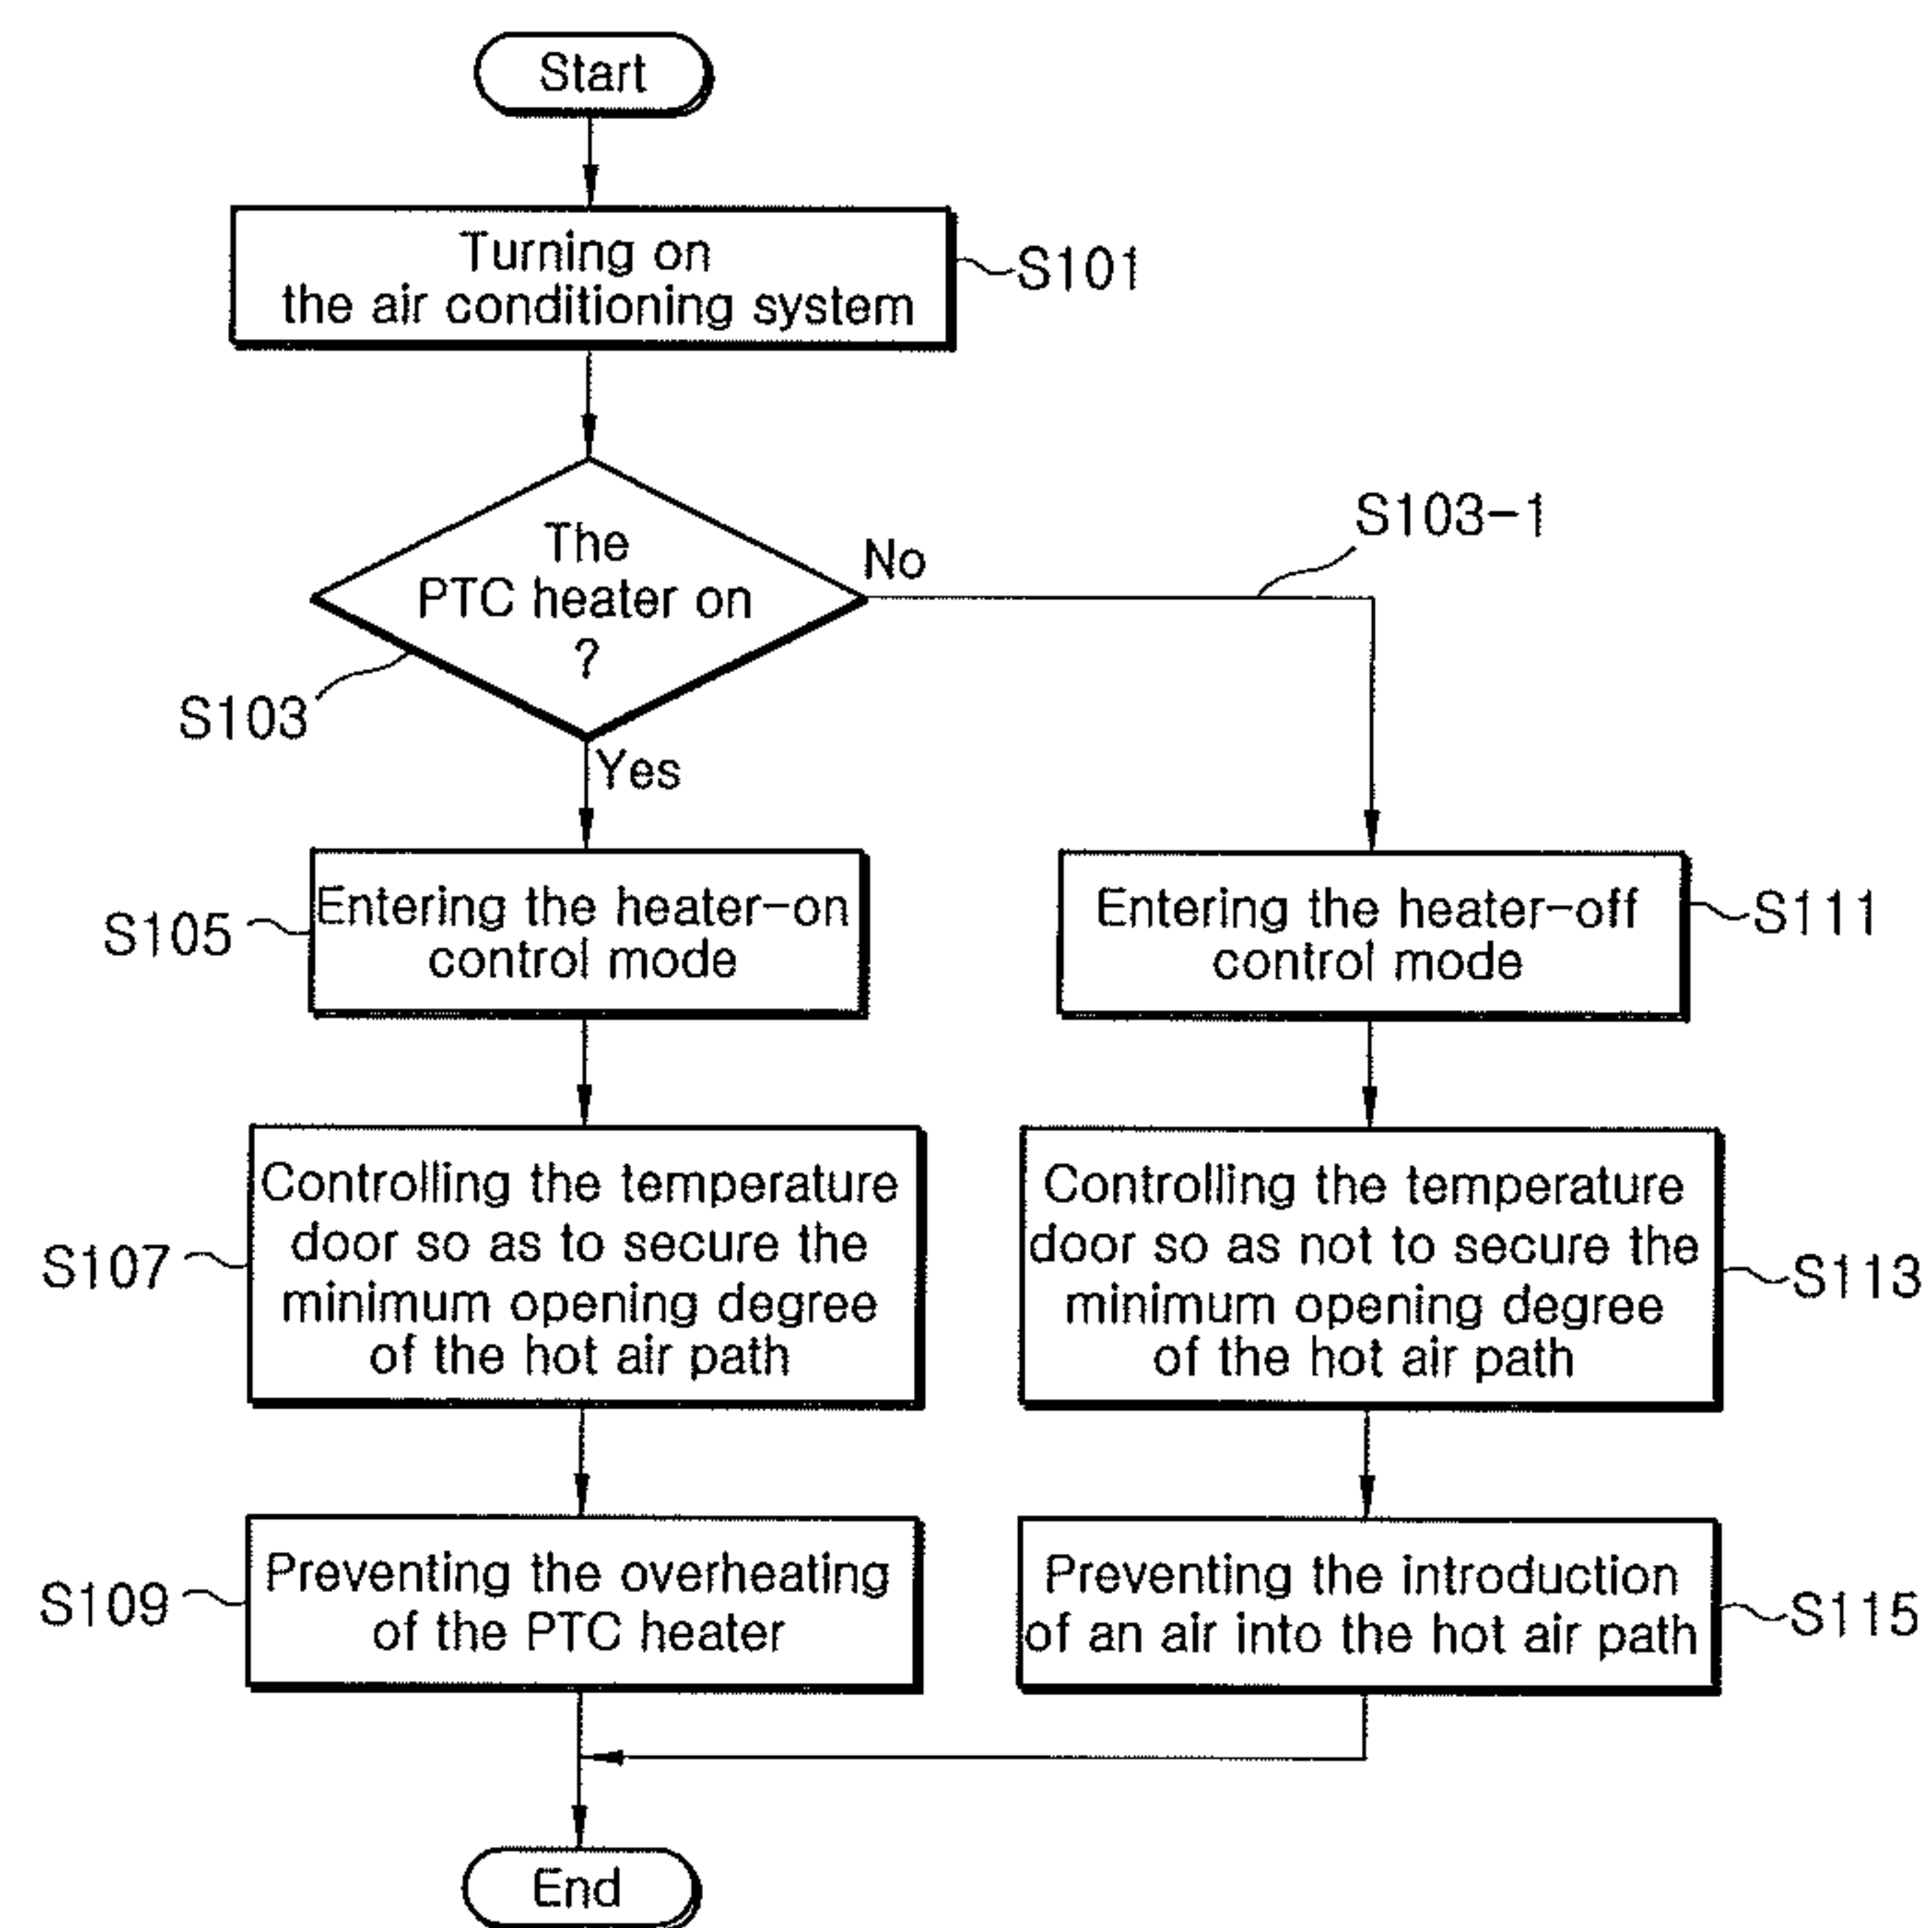 Start
Turning on
the air conditioning system
S101
The
PTC heater on
?
No
S103-1
S103
Yes
Entering the heater-on
control mode
S105
Entering the heater-off
control mode
S111
Controlling the temperature
door so as to secure the
minimum opening degree
of the hot air path
S107
Controlling the temperature
door so as not to secure the
minimum opening degree
of the hot air path
S113
Preventing the overheating
of the PTC heater
S109
Preventing the introduction
of an air into the hot air path
S115
End